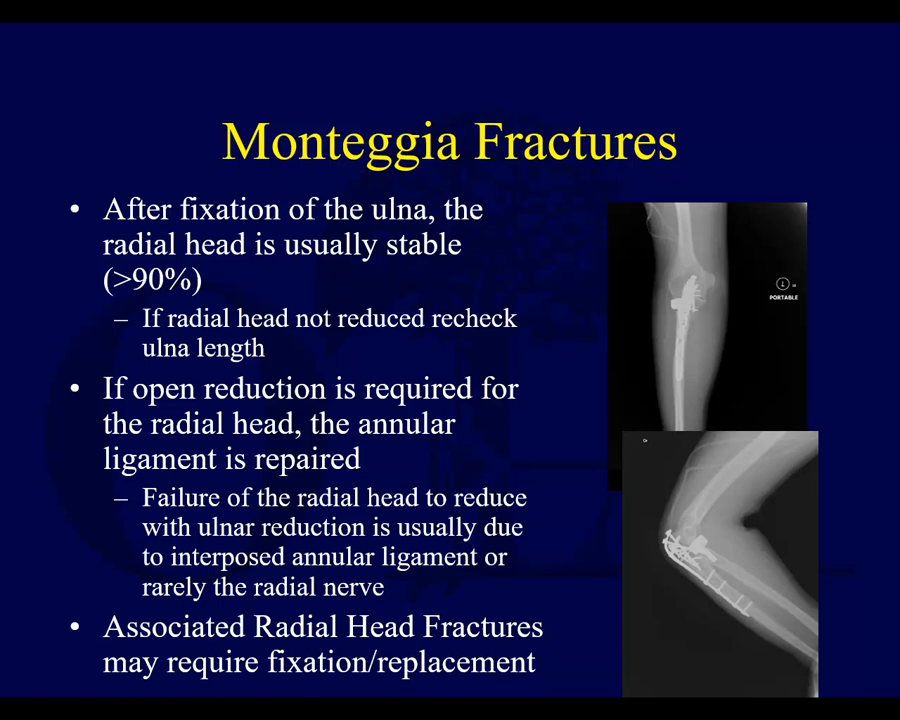 Monteggia Fractures
• After fixation of the ulna, the
radial head is usually stable
(>90%)
– If radial head not reduced recheck
ulna length
• If open reduction is required for
the radial head, the annular
ligament is repaired
– Failure of the radial head to reduce
with ulnar reduction is usually due
to interposed annular ligament or
rarely the radial nerve
• Associated Radial Head Fractures
may require fixation/replacement
PORTABLE